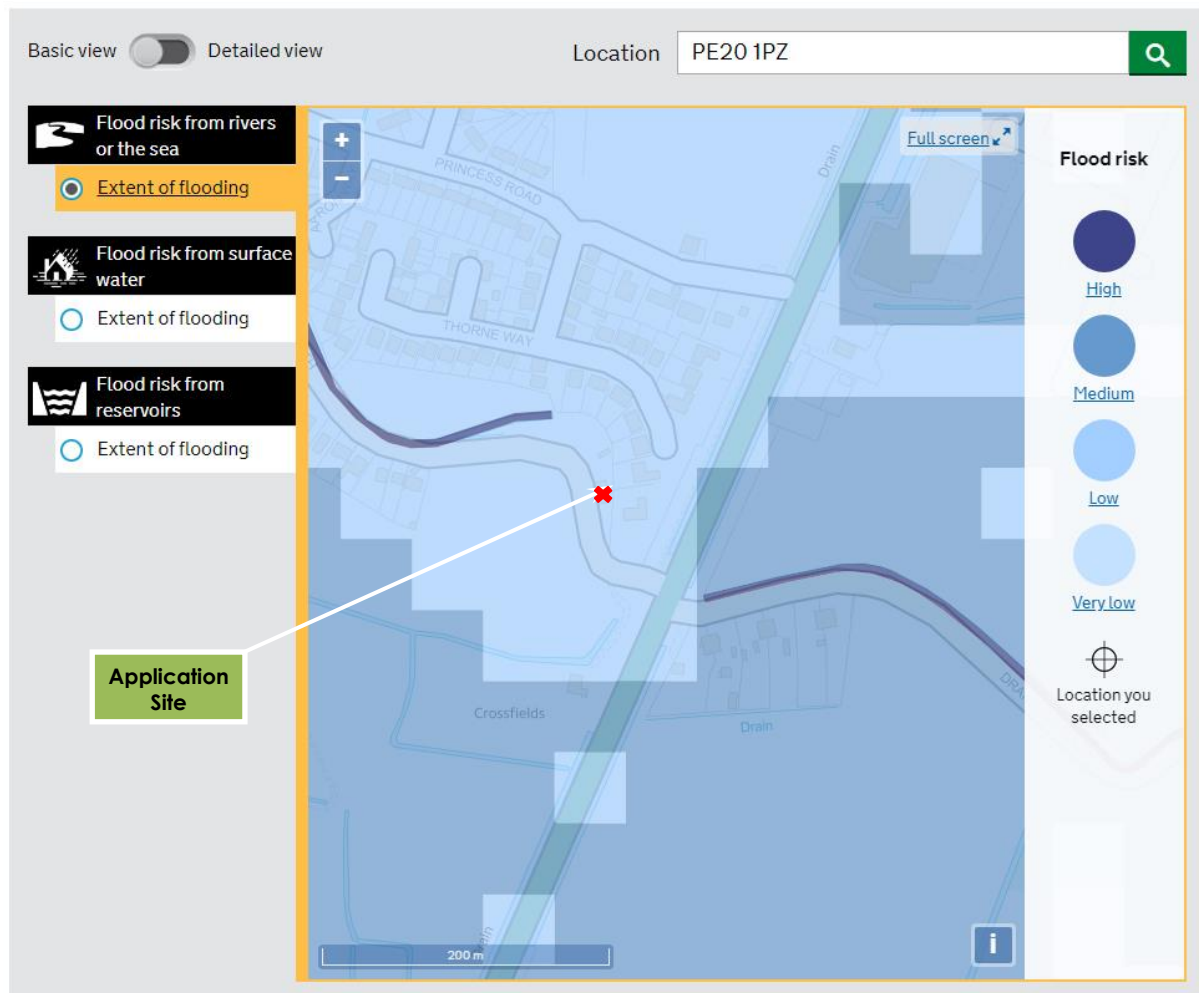 Basic view Detailed view
Location PE20 1PZ
Flood risk from rivers
or the sea
Extent of flooding
Flood risk from surface
water
Extent of flooding
Flood risk from
reservoirs
Extent of flooding
+
−
Full screen
PRINCESS ROAD
THORNE WAY
Drain
Crossfields
Drain
Drain
200 m
i
Application
Site
Flood risk
High
Medium
Low
Very low
Location you
selected